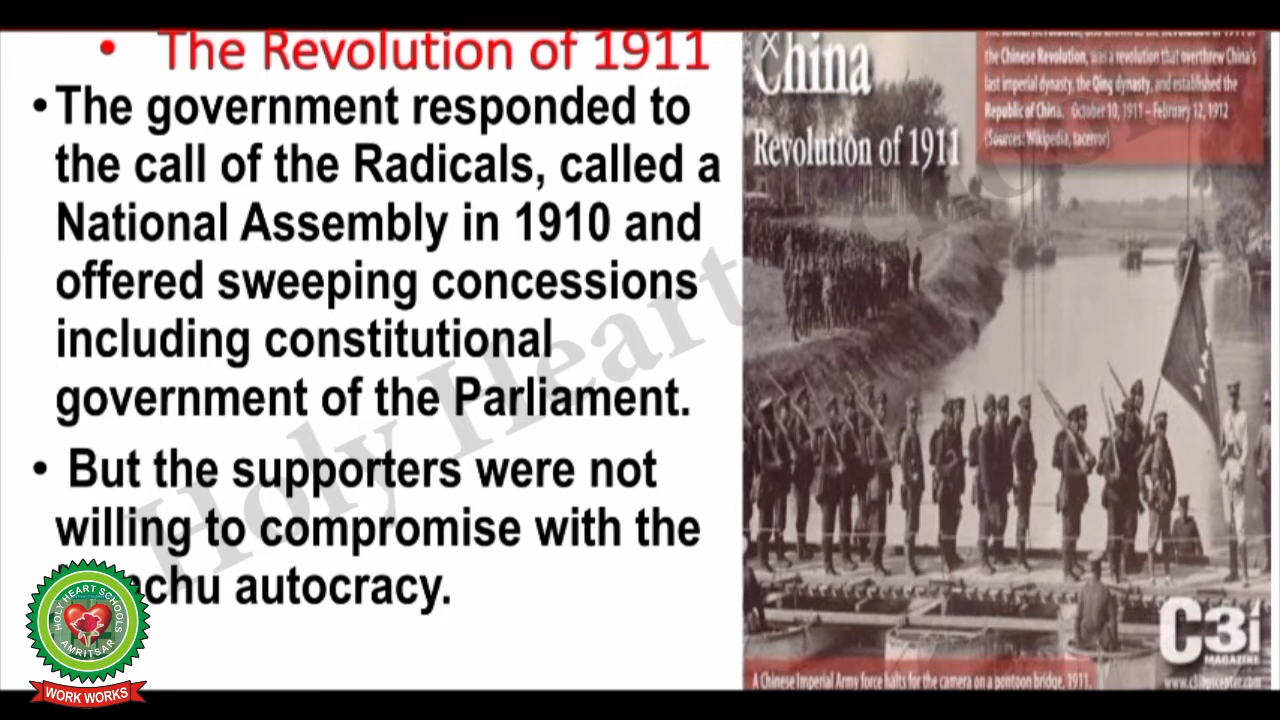 • The Revolution of 1911
• The government responded to
the call of the Radicals, called a
National Assembly in 1910 and
offered sweeping concessions
including constitutional
government of the Parliament.
• But the supporters were not
willing to compromise with the
achu autocracy.
China
Revolution of 1911
the Chinese Revolution, was a revolution that overthrew China's
last imperial dynasty, the Qing dynasty, and established the
Republic of China. October 10, 1911 – February 12, 1912
(Sources: Wikipedia,
C3i
MAGAZINE
A Chinese Imperial Army force halts for the camera on a pontoon bridge, 1911.
Holy Heart
HOLY HEART SCHOOLS
AMRITSAR
WORK WORKS